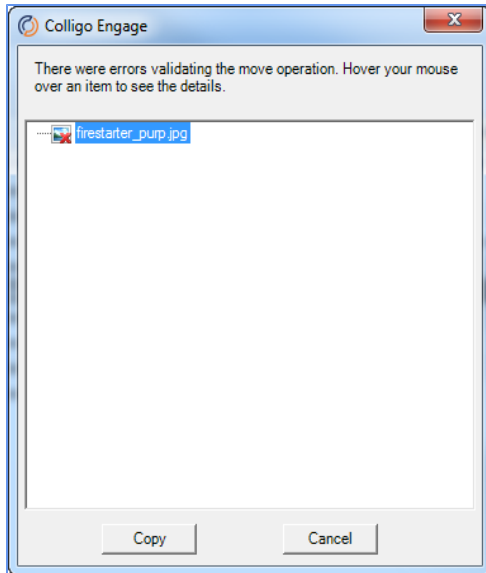 Colligo Engage
There were errors validating the move operation. Hover your mouse
over an item to see the details.
firestarter_purp.jpg
Copy
Cancel